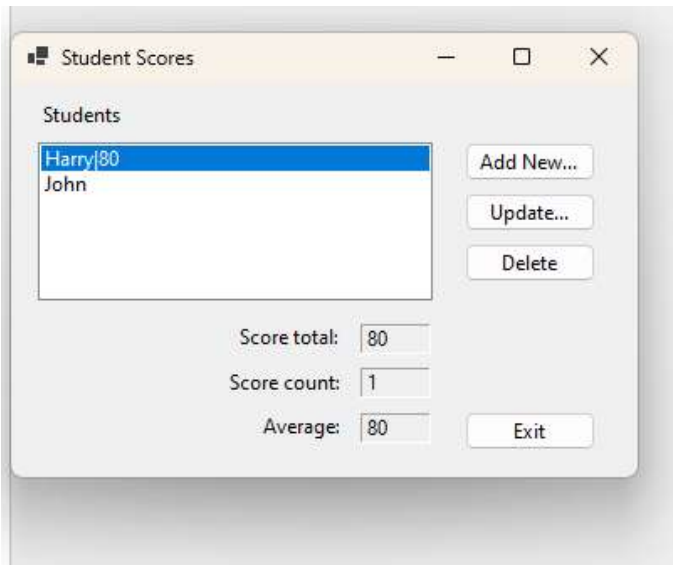 Student Scores
Students
Harry|80
John
Add New...
Update...
Delete
Score total: 80
Score count: 1
Average: 80
Exit